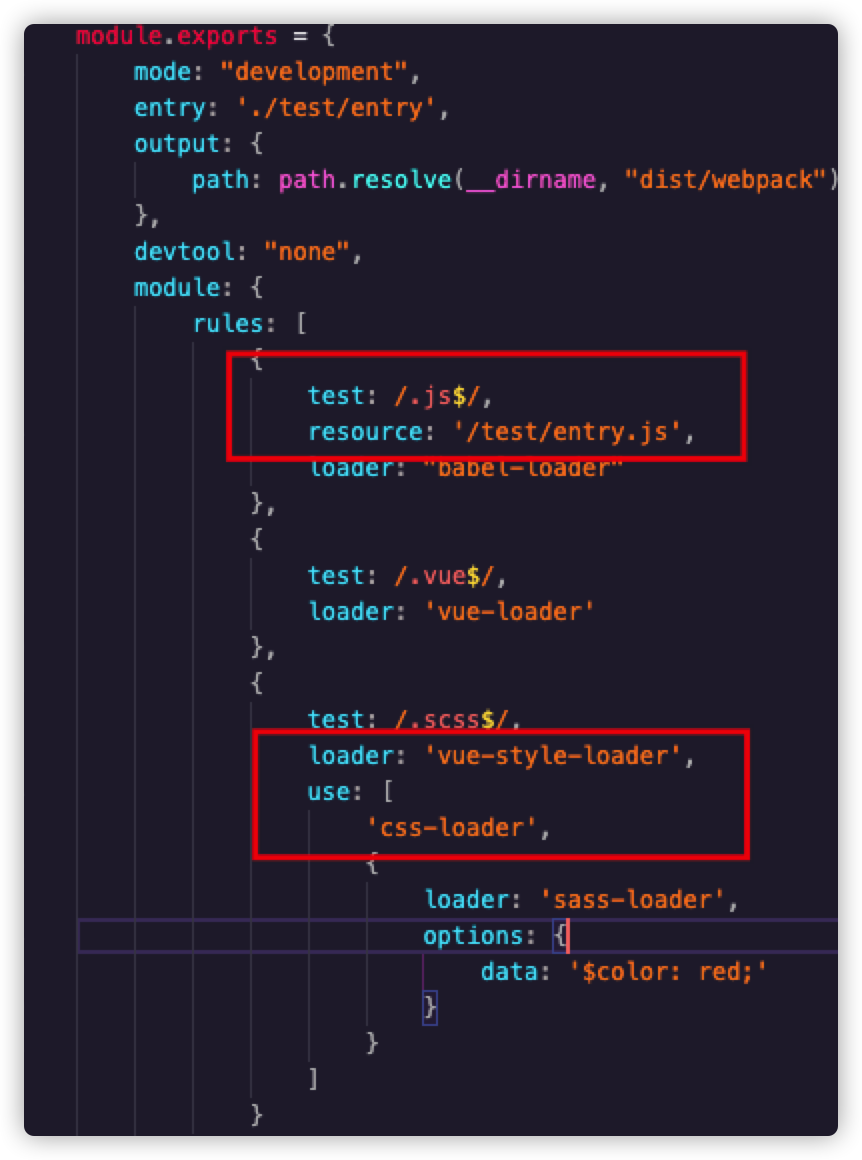 module.exports = {
    mode: "development",
    entry: './test/entry',
    output: {
        path: path.resolve(__dirname, "dist/webpack")
    },
    devtool: "none",
    module: {
        rules: [
            {
                test: /.js$/,
                resource: '/test/entry.js',
                loader: "babel-loader"
            },
            {
                test: /.vue$/,
                loader: 'vue-loader'
            },
            {
                test: /.scss$/,
                loader: 'vue-style-loader',
                use: [
                    'css-loader',
                    {
                        loader: 'sass-loader',
                        options: {
                            data: '$color: red;'
                        }
                    }
                ]
            }